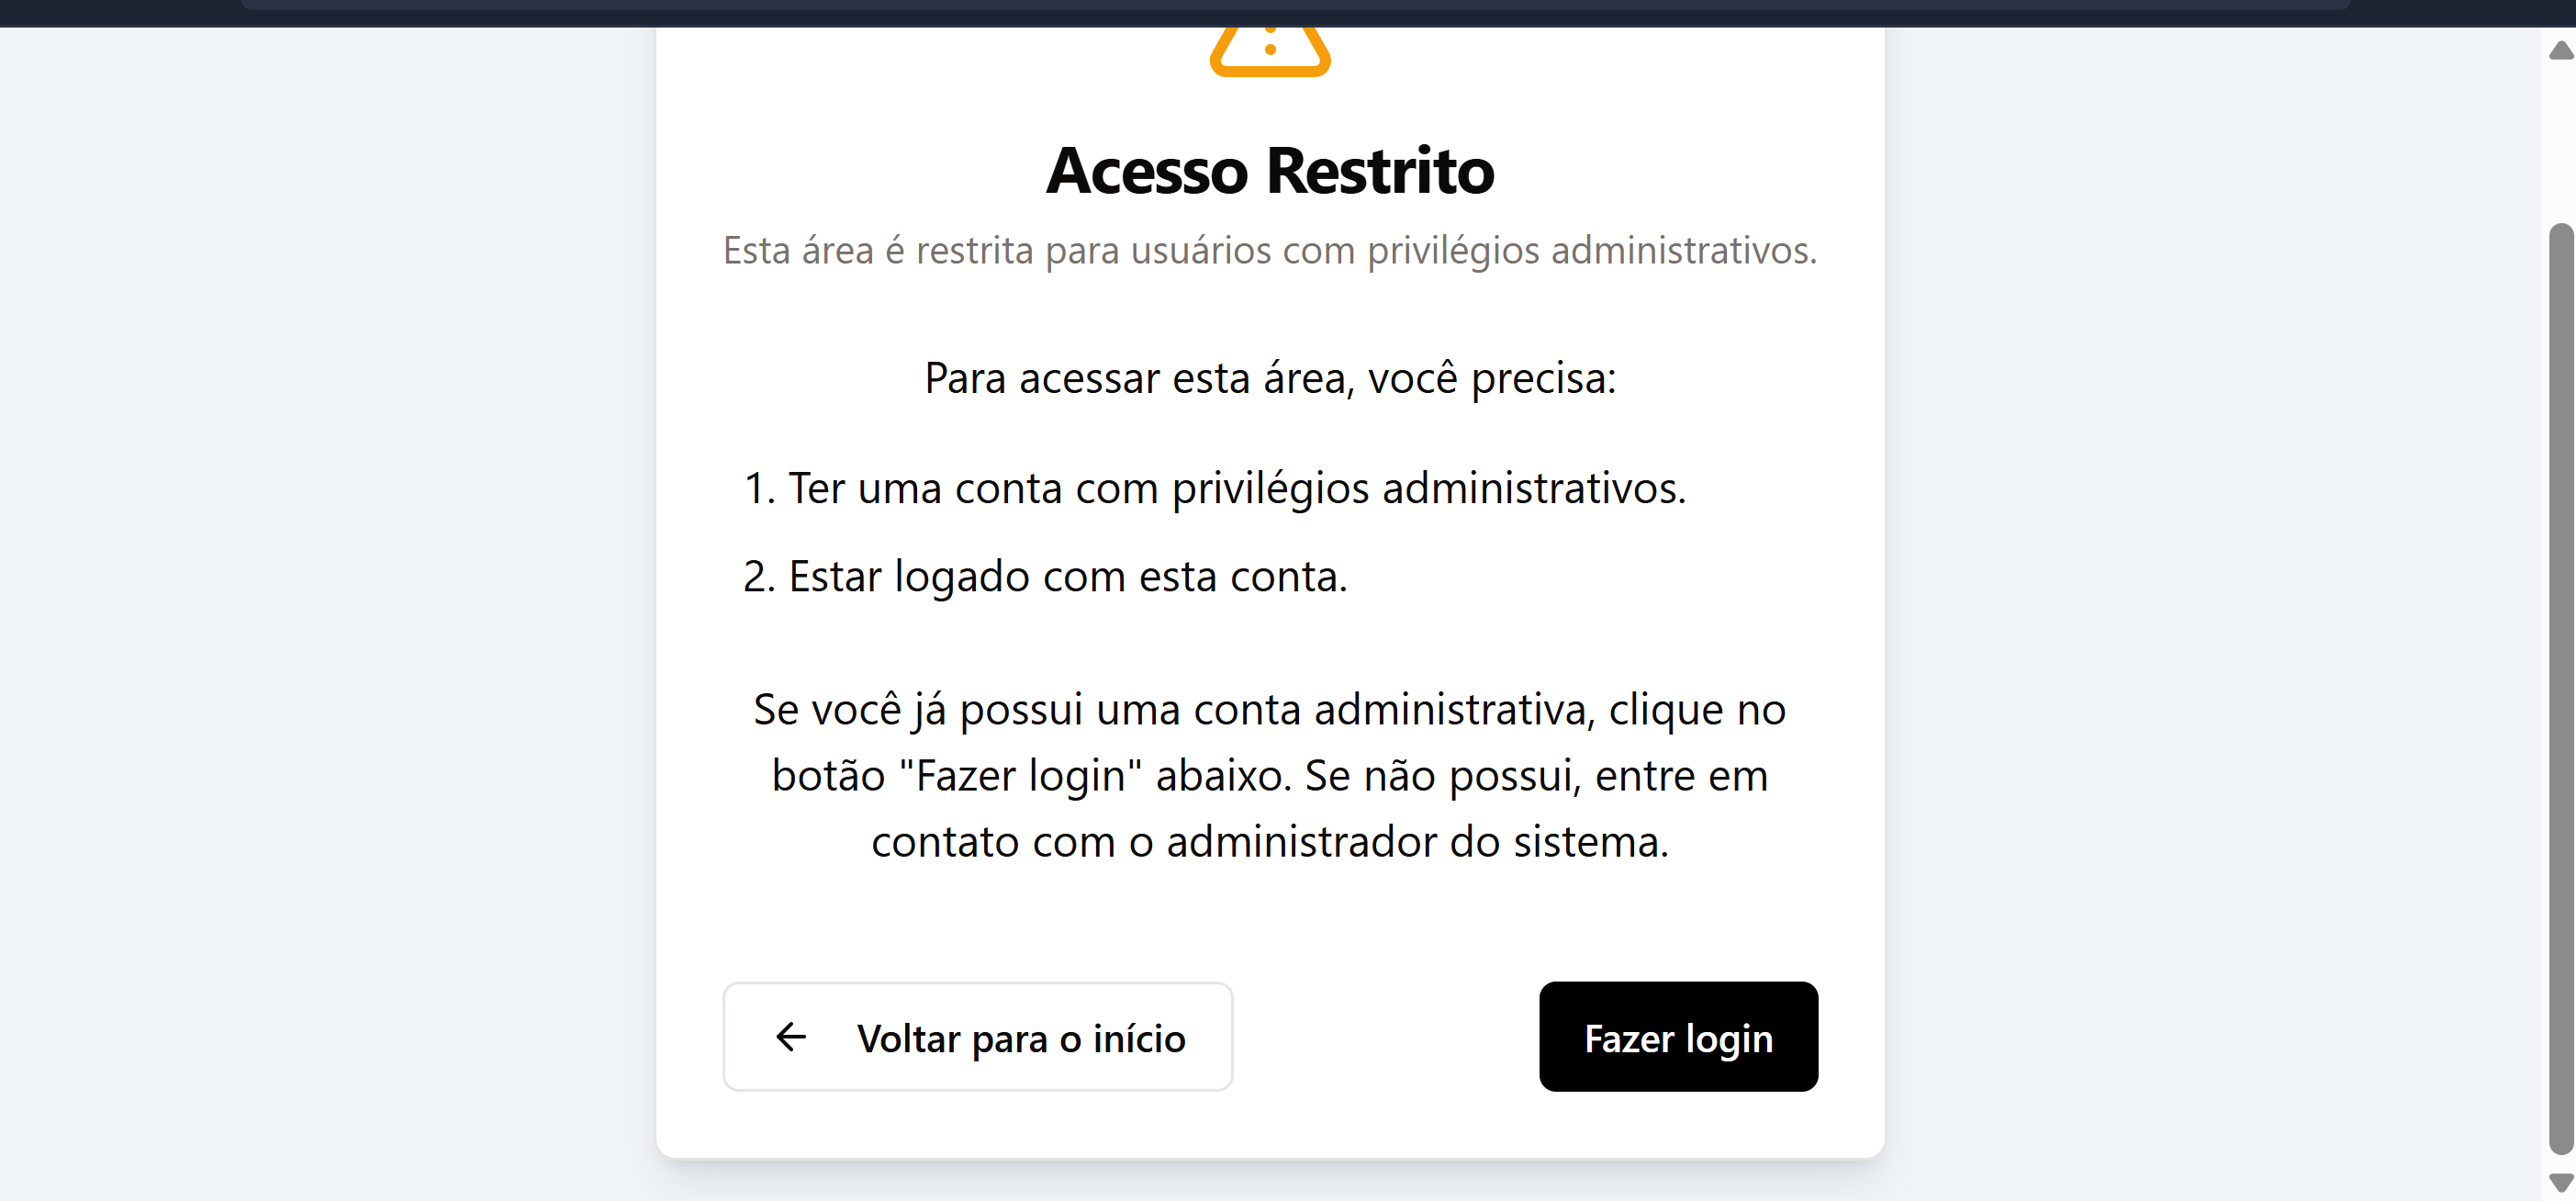 Acesso Restrito
Esta área é restrita para usuários com privilégios administrativos.
Para acessar esta área, você precisa:
1. Ter uma conta com privilégios administrativos.
2. Estar logado com esta conta.
Se você já possui uma conta administrativa, clique no
botão "Fazer login" abaixo. Se não possui, entre em
contato com o administrador do sistema.
Voltar para o início
Fazer login